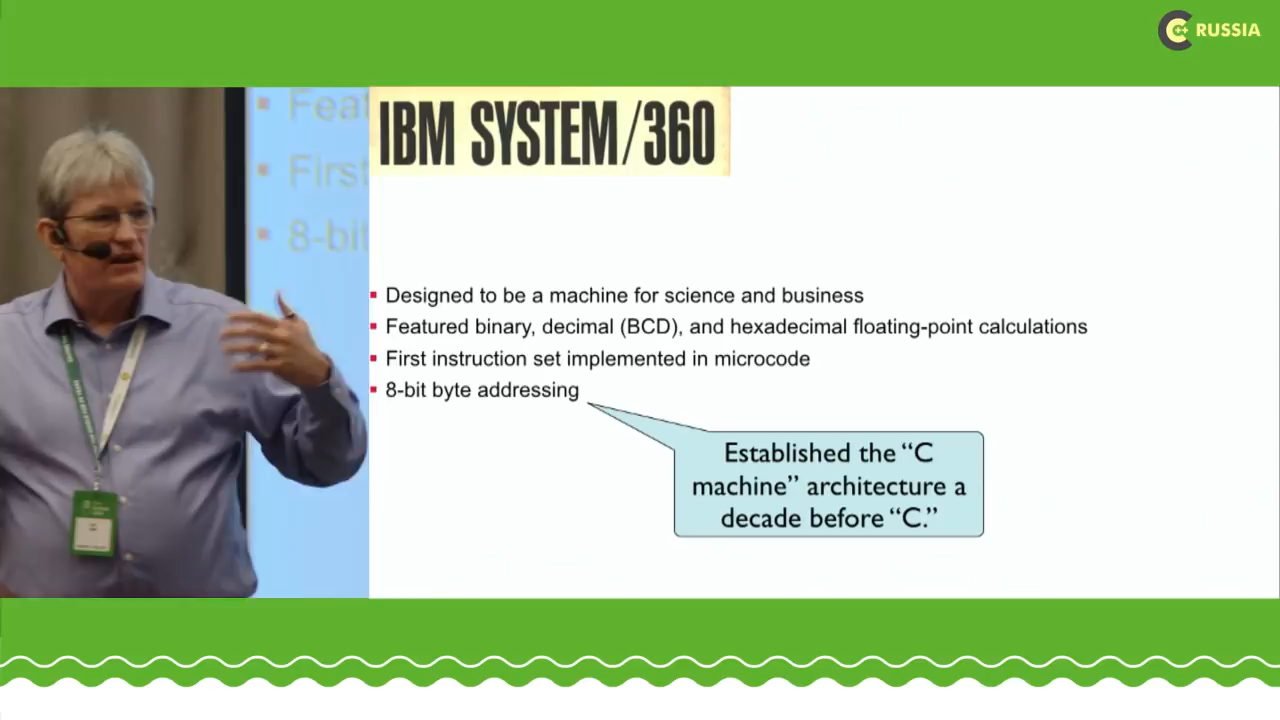 C++ RUSSIA
Feat
First
8-bit
IBM SYSTEM/360
Designed to be a machine for science and business
Featured binary, decimal (BCD), and hexadecimal floating-point calculations
First instruction set implemented in microcode
8-bit byte addressing
Established the “C
machine” architecture a
decade before “C.”